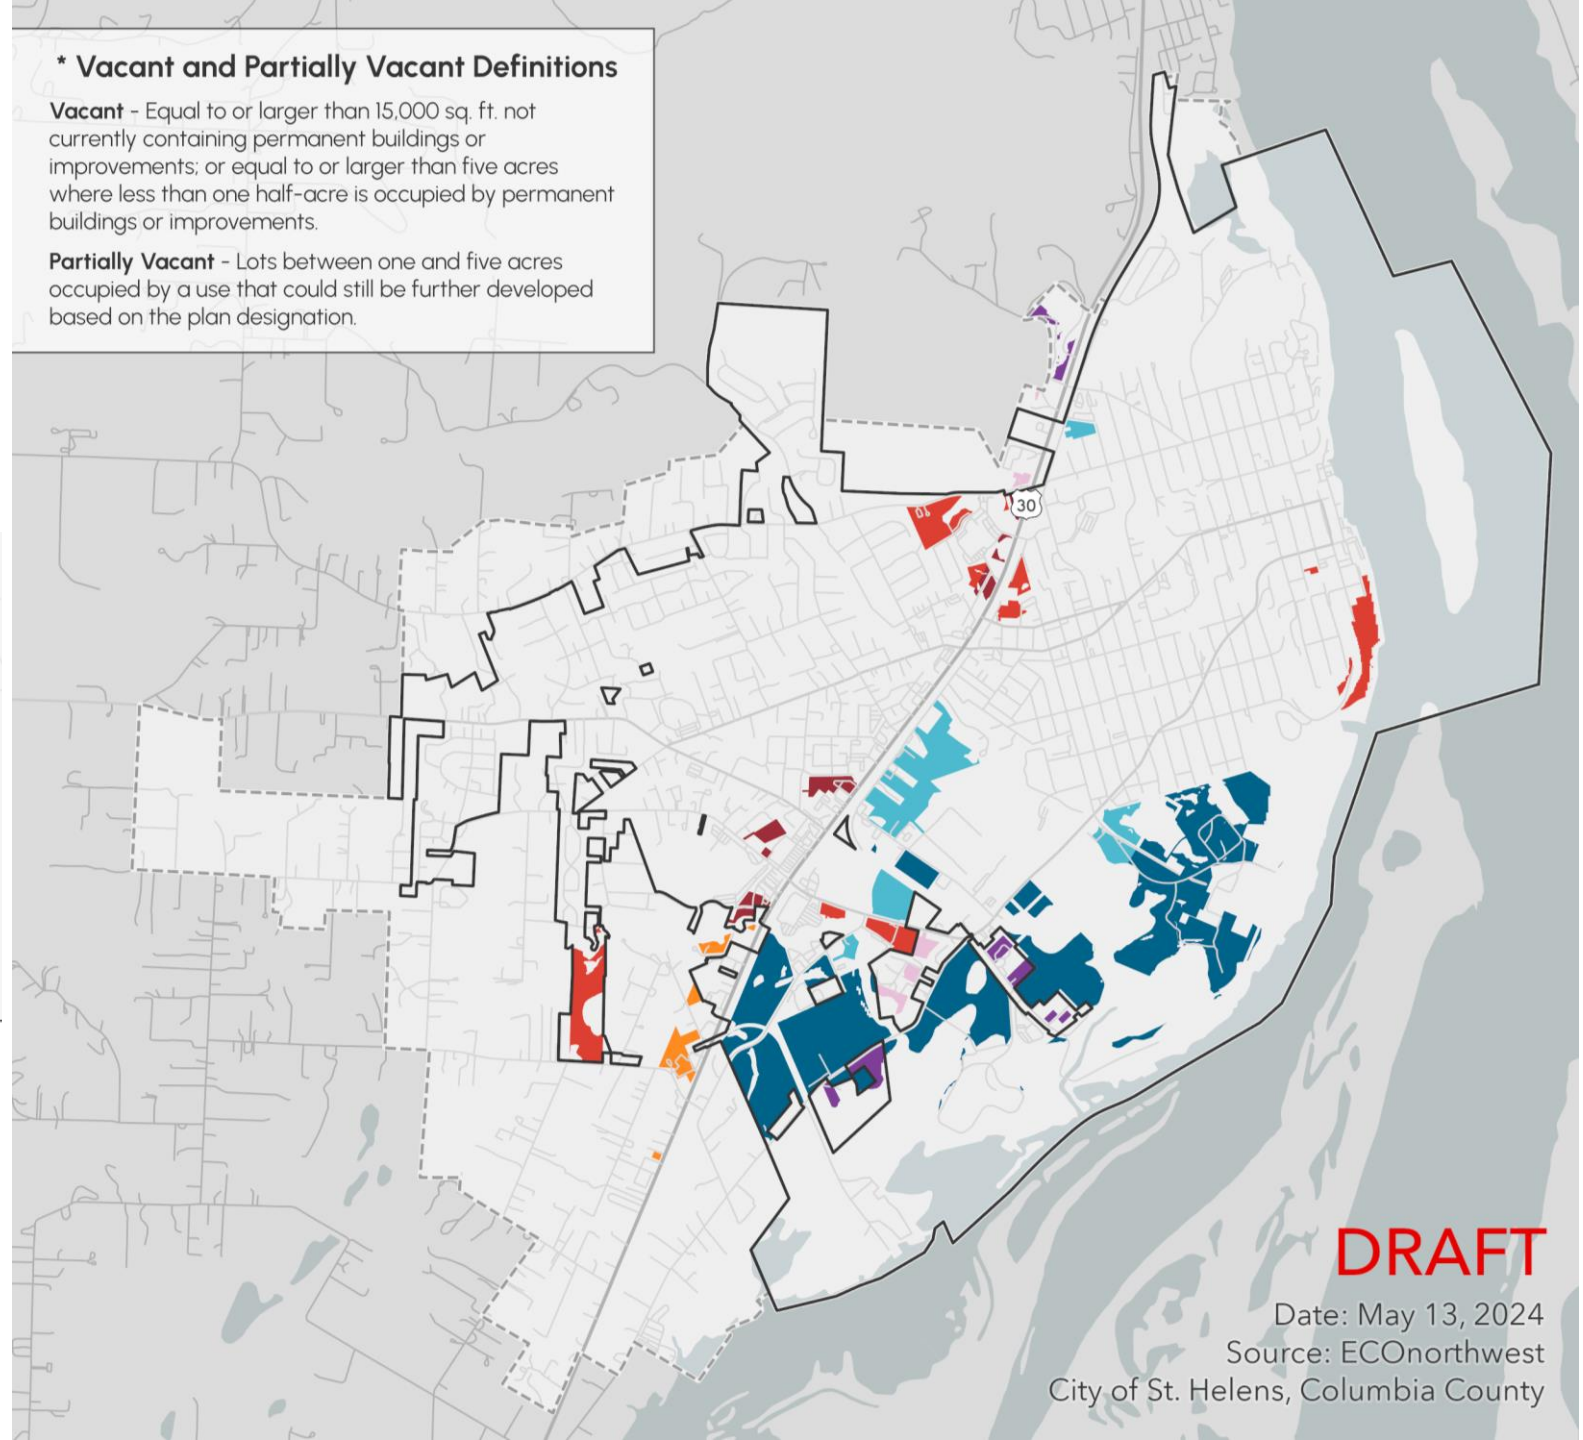 * Vacant and Partially Vacant Definitions
Vacant - Equal to or larger than 15,000 sq. ft. not
currently containing permanent buildings or
improvements; or equal to or larger than five acres
where less than one half-acre is occupied by permanent
buildings or improvements.
Partially Vacant - Lots between one and five acres
occupied by a use that could still be further developed
based on the plan designation.
30
DRAFT
Date: May 13, 2024
Source: ECOnorthwest
City of St. Helens, Columbia County